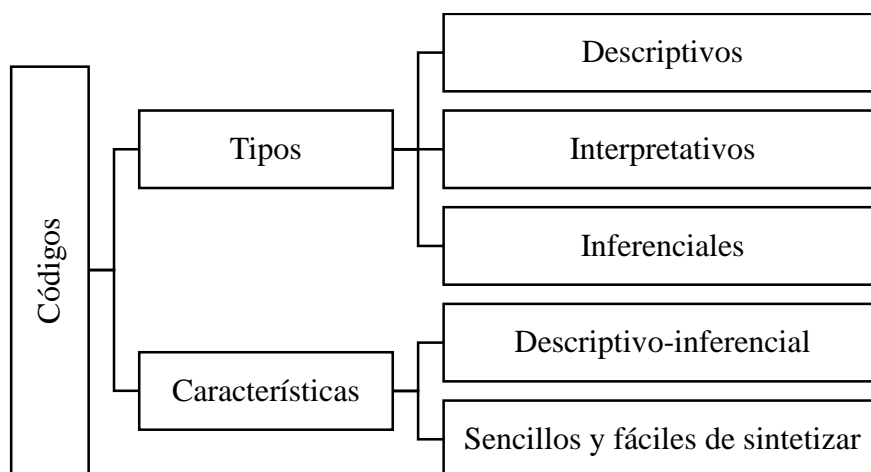 Códigos
Tipos
Descriptivos
Interpretativos
Inferenciales
Características
Descriptivo-inferencial
Sencillos y fáciles de sintetizar